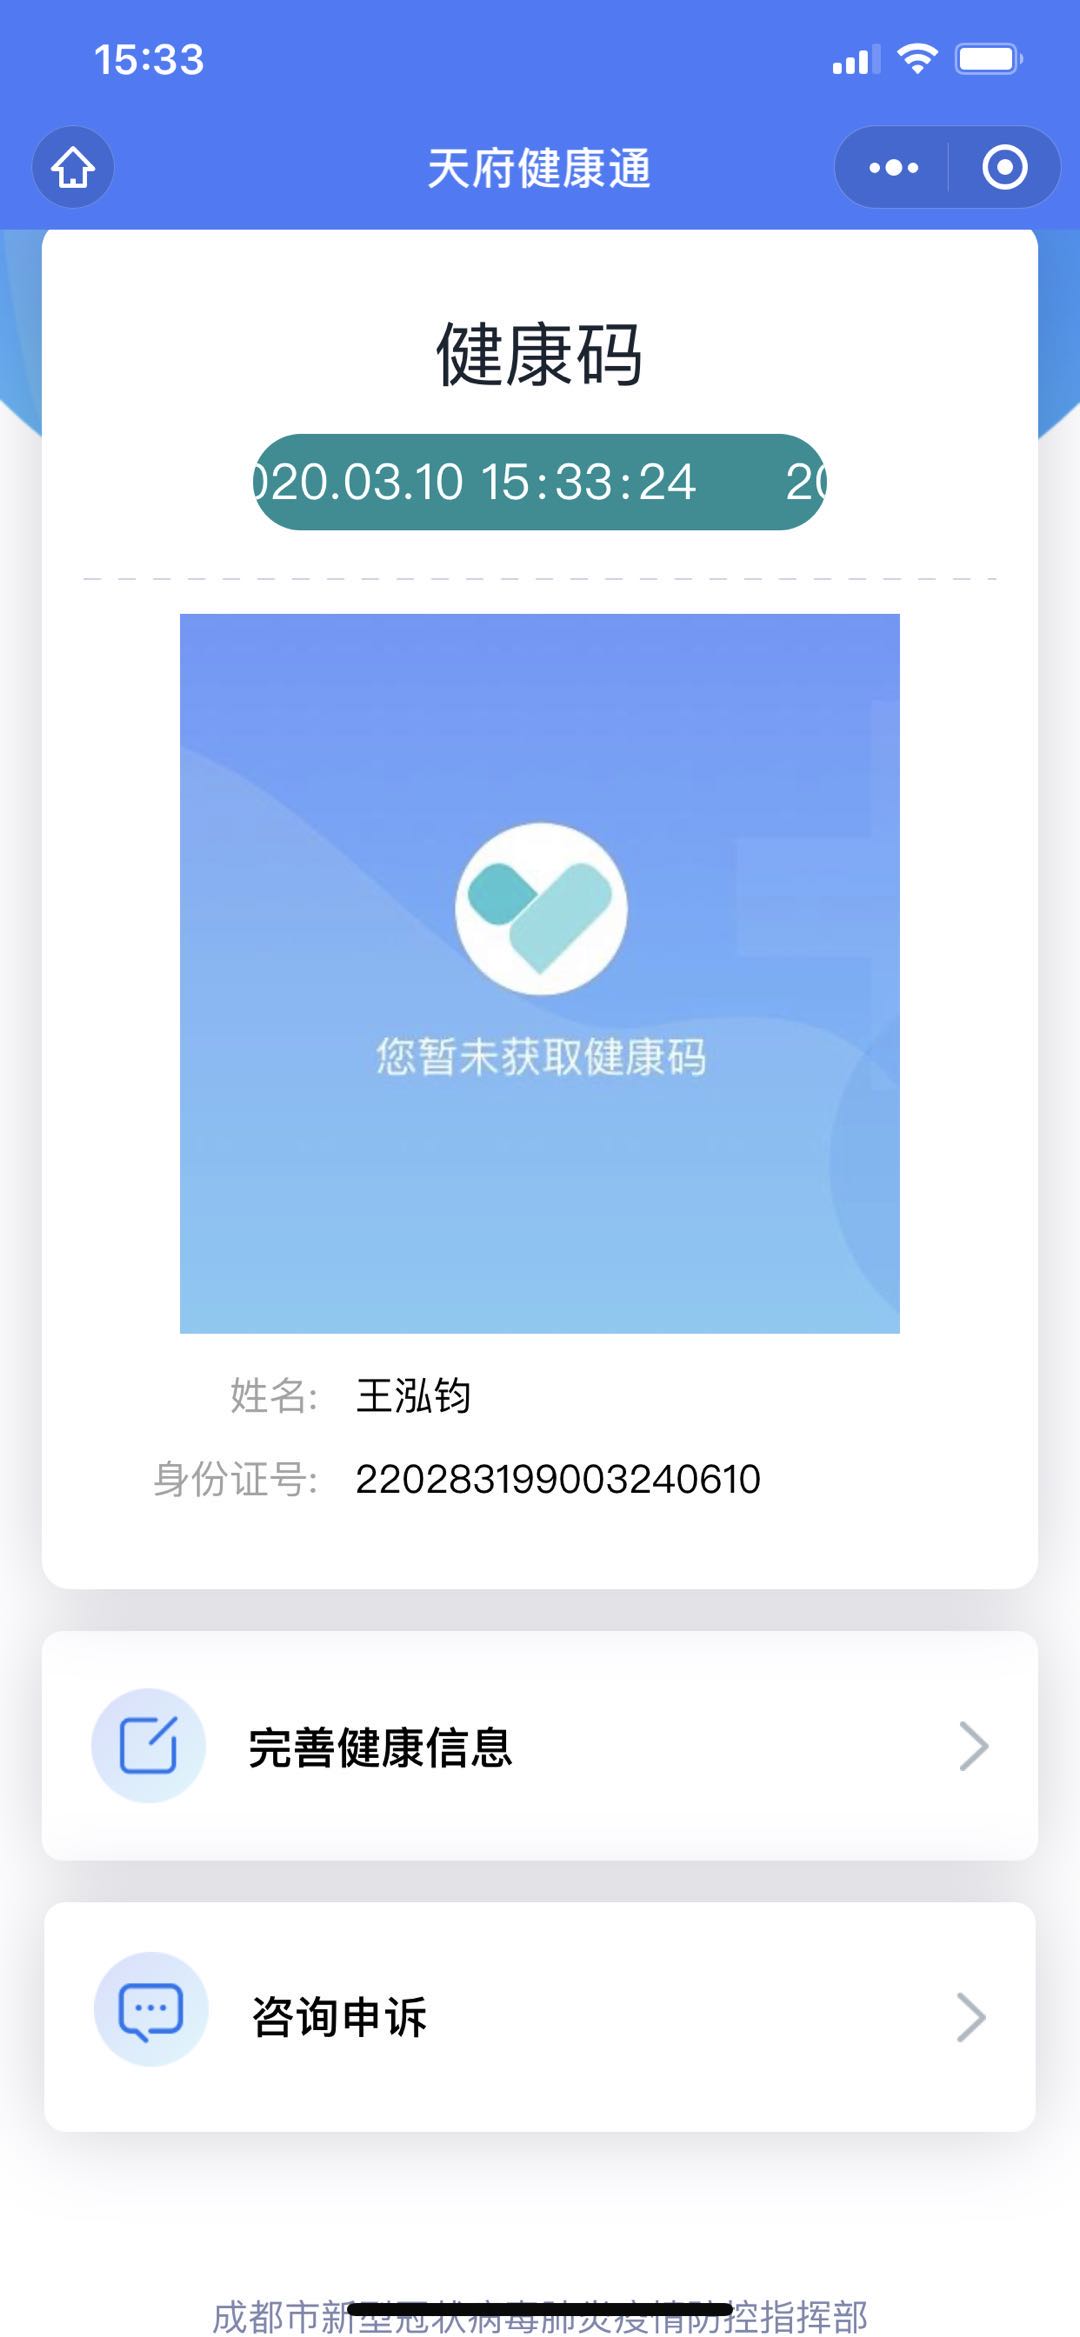 15:33
天府健康通
健康码
020.03.10 15:33:24 20
您暂未获取健康码
姓名: 王泓钧
身份证号: 220283199003240610
完善健康信息
咨询申诉
成都市新型冠状病毒肺炎疫情防控指挥部